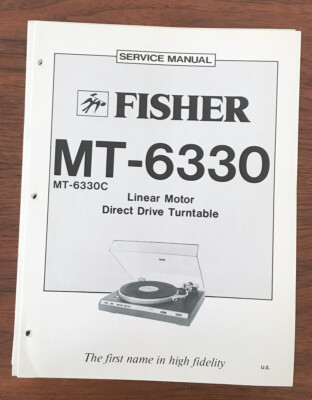 SERVICE MANUAL
FISHER
MT-6330
MT-6330C
Linear Motor
Direct Drive Turntable
The first name in high fidelity
U.S.